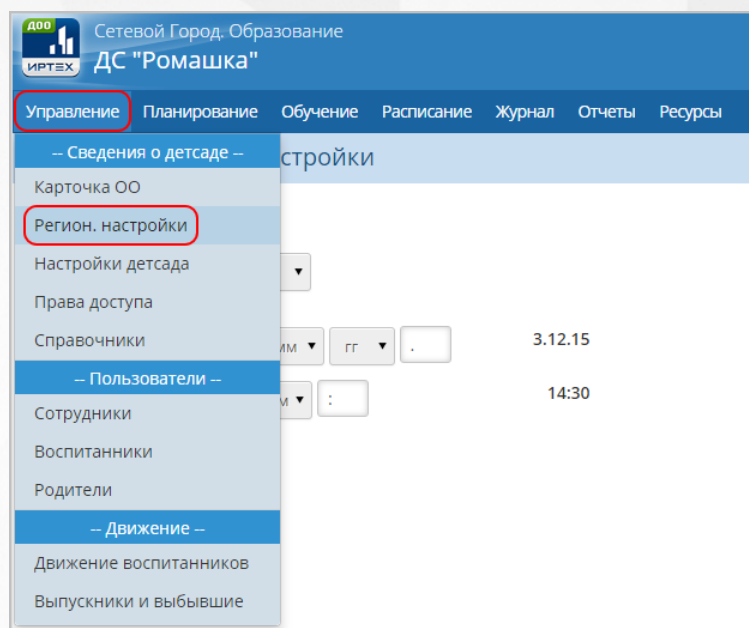 ДОО
ИРТЕХ
Сетевой Город. Образование
ДС "Ромашка"
Управление Планирование Обучение Расписание Журнал Отчеты Ресурсы
-- Сведения о детсаде --
стройки
Карточка ОО
Регион. настройки
Настройки детсада
Права доступа
Справочники
мм гг . 3.12.15
-- Пользователи --
м : 14:30
Сотрудники
Воспитанники
Родители
-- Движение --
Движение воспитанников
Выпускники и выбывшие